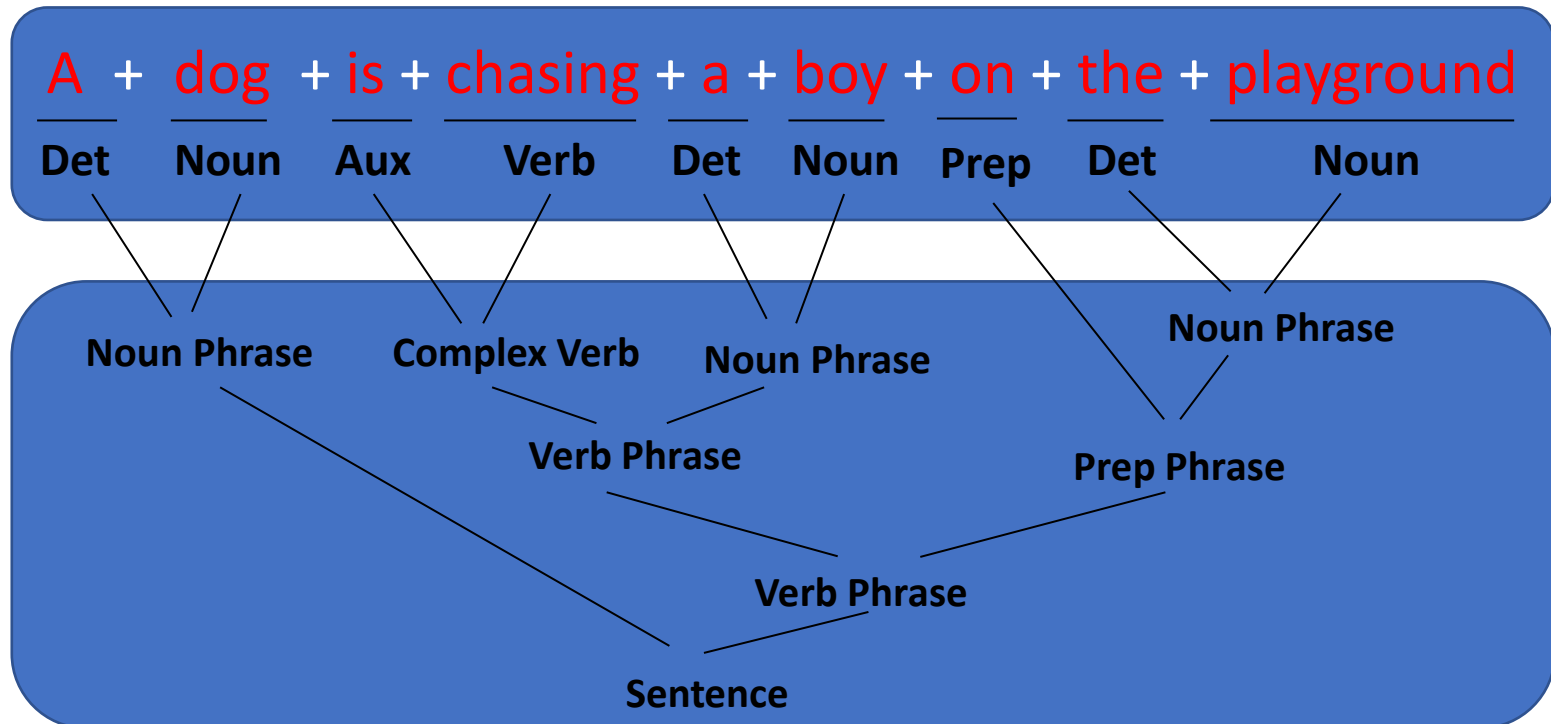 A + dog + is + chasing + a + boy + on + the + playground
Det Noun Aux Verb Det Noun Prep Det Noun
Noun Phrase Complex Verb Noun Phrase Noun Phrase
Verb Phrase Prep Phrase
Verb Phrase
Sentence